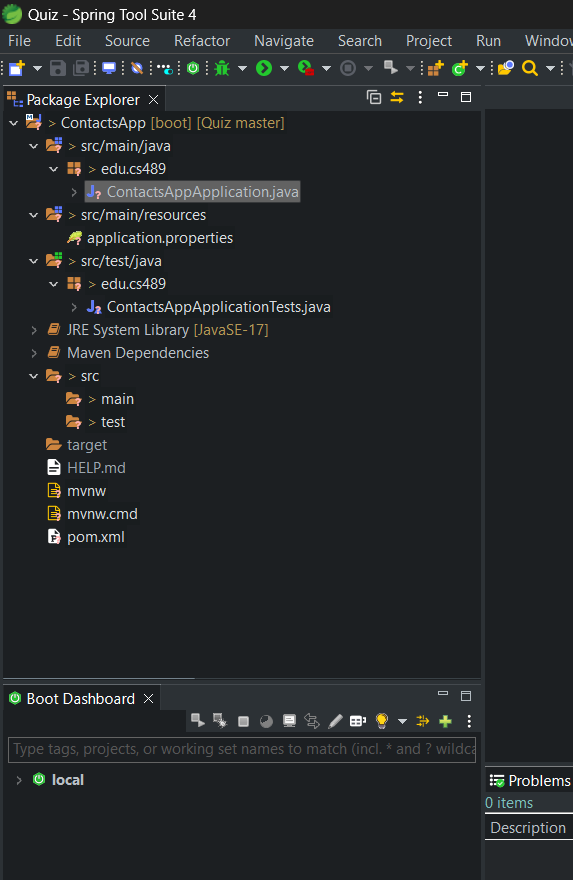 Quiz - Spring Tool Suite 4
File Edit Source Refactor Navigate Search Project Run Window
Package Explorer
> ContactsApp [boot] [Quiz master]
> src/main/java
> edu.cs489
ContactsAppApplication.java
> src/main/resources
application.properties
> src/test/java
> edu.cs489
ContactsAppApplicationTests.java
JRE System Library [JavaSE-17]
Maven Dependencies
> src
> main
> test
target
HELP.md
mvnw
mvnw.cmd
pom.xml
Boot Dashboard
Type tags, projects, or working set names to match (incl. * and ? wildca
local
Problems
0 items
Description